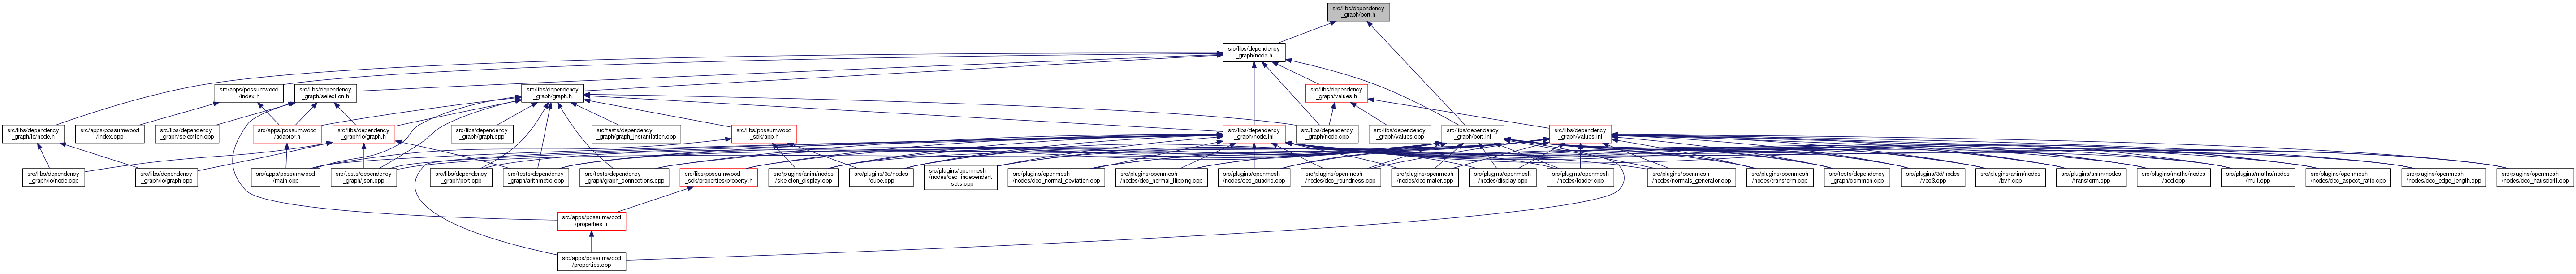 src/libs/dependency
_graph/port.h
src/libs/dependency
_graph/node.h
src/apps/possumwood
/index.h
src/libs/dependency
_graph/selection.h
src/libs/dependency
_graph/graph.h
src/libs/dependency
_graph/values.h
src/libs/dependency
_graph/io/node.h
src/apps/possumwood
/index.cpp
src/libs/dependency
_graph/selection.cpp
src/apps/possumwood
/adaptor.h
src/libs/dependency
_graph/io/graph.h
src/libs/dependency
_graph/graph.cpp
src/tests/dependency
_graph/graph_instantiation.cpp
src/libs/possumwood
_sdk/app.h
src/libs/dependency
_graph/node.inl
src/libs/dependency
_graph/node.cpp
src/libs/dependency
_graph/values.cpp
src/libs/dependency
_graph/port.inl
src/libs/dependency
_graph/values.inl
src/libs/dependency
_graph/io/node.cpp
src/libs/dependency
_graph/io/graph.cpp
src/apps/possumwood
/main.cpp
src/tests/dependency
_graph/json.cpp
src/libs/dependency
_graph/port.cpp
src/tests/dependency
_graph/arithmetic.cpp
src/tests/dependency
_graph/graph_connections.cpp
src/libs/possumwood
_sdk/properties/property.h
src/plugins/anim/nodes
/skeleton_display.cpp
src/plugins/3d/nodes
/cube.cpp
src/plugins/openmesh
/nodes/dec_independent
_sets.cpp
src/plugins/openmesh
/nodes/dec_normal_deviation.cpp
src/plugins/openmesh
/nodes/dec_normal_flipping.cpp
src/plugins/openmesh
/nodes/dec_quadric.cpp
src/plugins/openmesh
/nodes/dec_roundness.cpp
src/plugins/openmesh
/nodes/decimater.cpp
src/plugins/openmesh
/nodes/display.cpp
src/plugins/openmesh
/nodes/loader.cpp
src/plugins/openmesh
/nodes/normals_generator.cpp
src/plugins/openmesh
/nodes/transform.cpp
src/tests/dependency
_graph/common.cpp
src/plugins/3d/nodes
/vec3.cpp
src/plugins/anim/nodes
/bvh.cpp
src/plugins/anim/nodes
/transform.cpp
src/plugins/maths/nodes
/add.cpp
src/plugins/maths/nodes
/mult.cpp
src/plugins/openmesh
/nodes/dec_aspect_ratio.cpp
src/plugins/openmesh
/nodes/dec_edge_length.cpp
src/plugins/openmesh
/nodes/dec_hausdorff.cpp
src/apps/possumwood
/properties.h
src/apps/possumwood
/properties.cpp